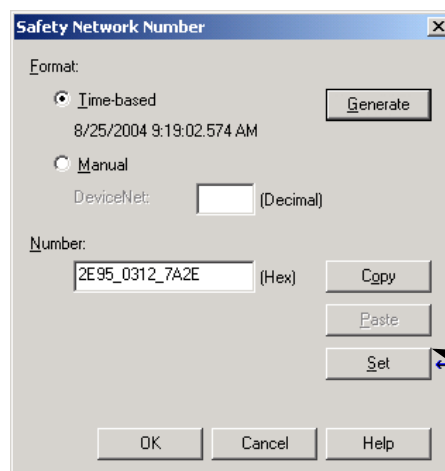 Safety Network Number
Format:
Time-based
Generate
8/25/2004 9:19:02.574 AM
Manual
DeviceNet: (Decimal)
Number:
2E95_0312_7A2E (Hex) Copy
Paste
Set
OK Cancel Help